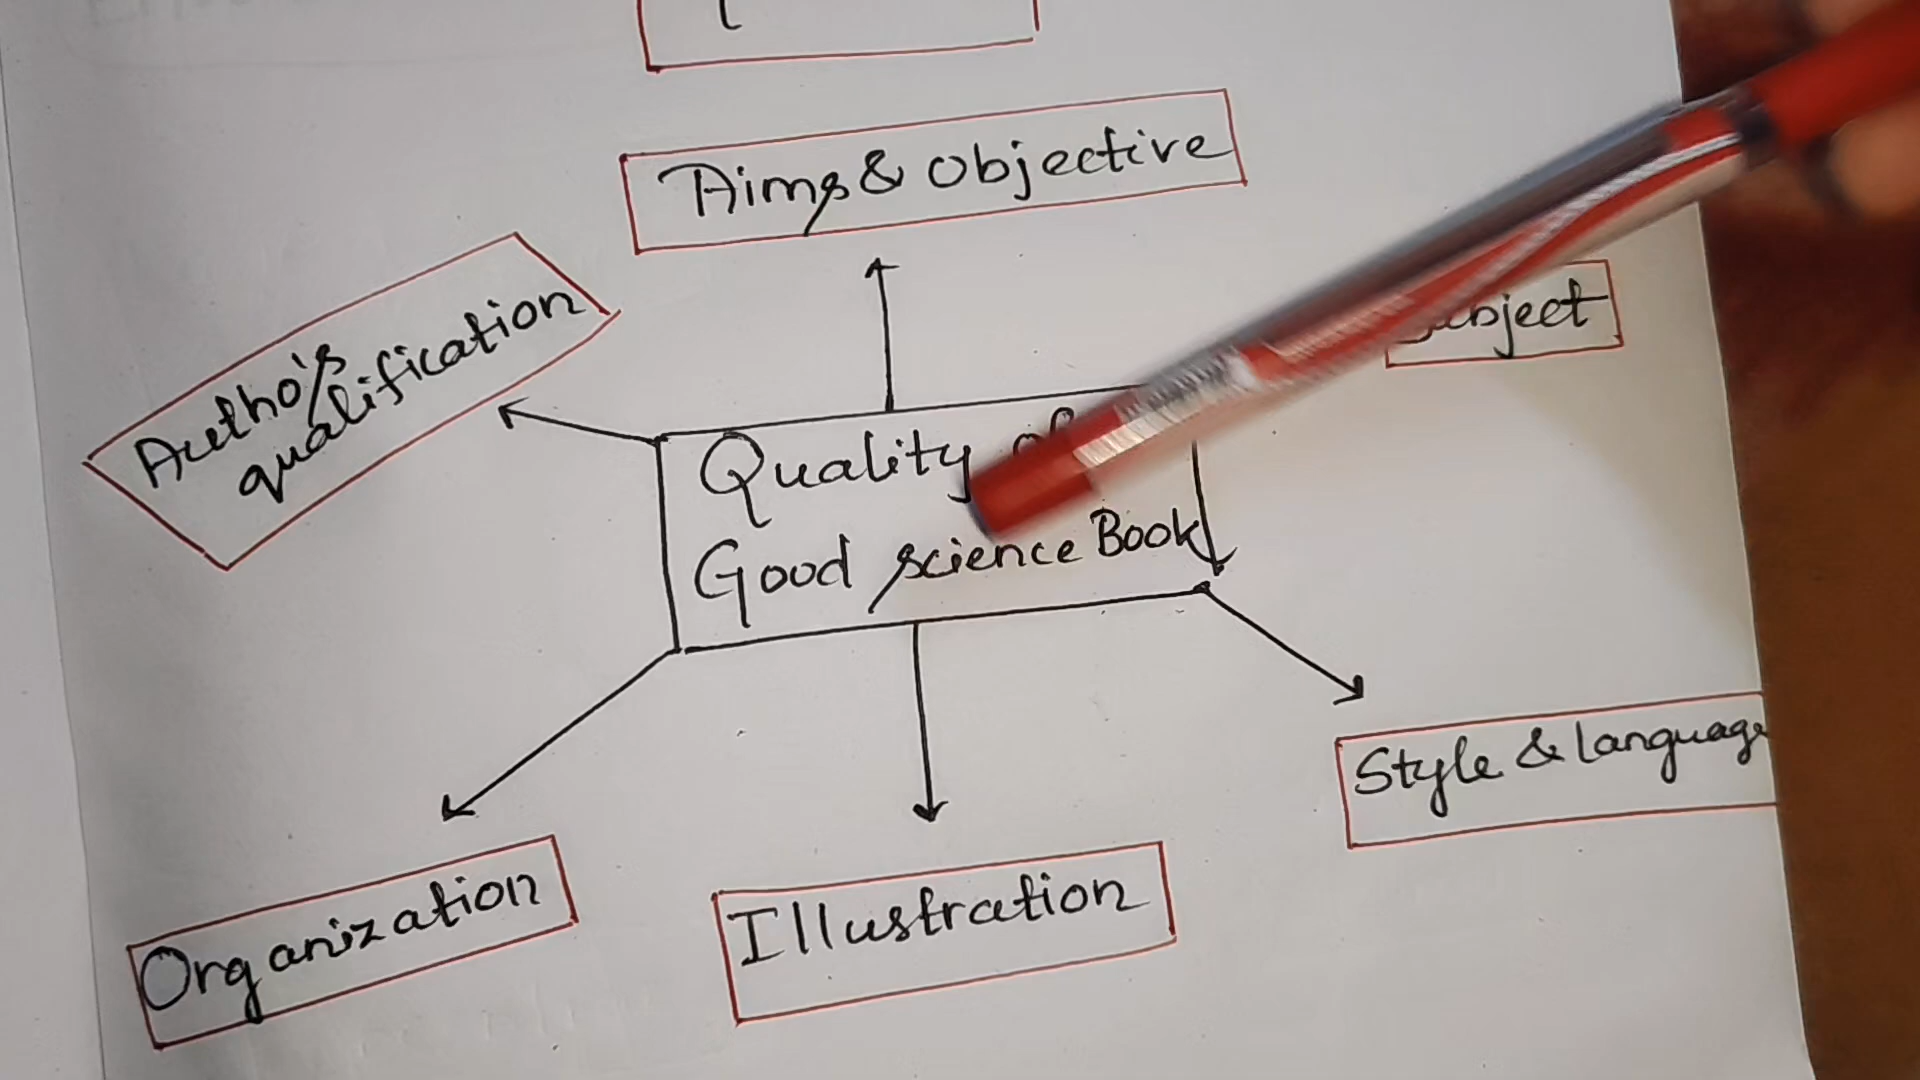 Aims & Objective
Autho's
qualification
Subject
Quality of
Good science Book
Style & language
Organization
Illustration